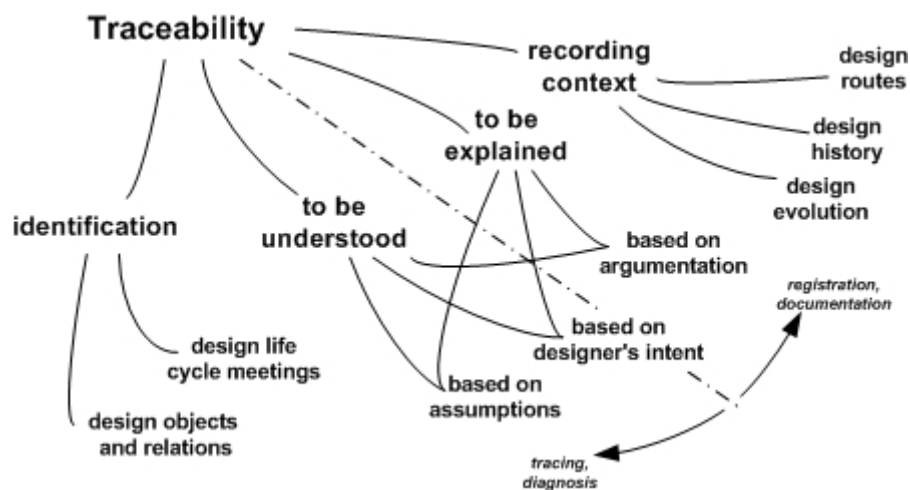 Traceability
recording
context
design
routes
to be
explained
design
history
design
evolution
identification
to be
understood
based on
argumentation
registration,
documentation
design life
cycle meetings
based on
designer's intent
based on
assumptions
design objects
and relations
tracing,
diagnosis